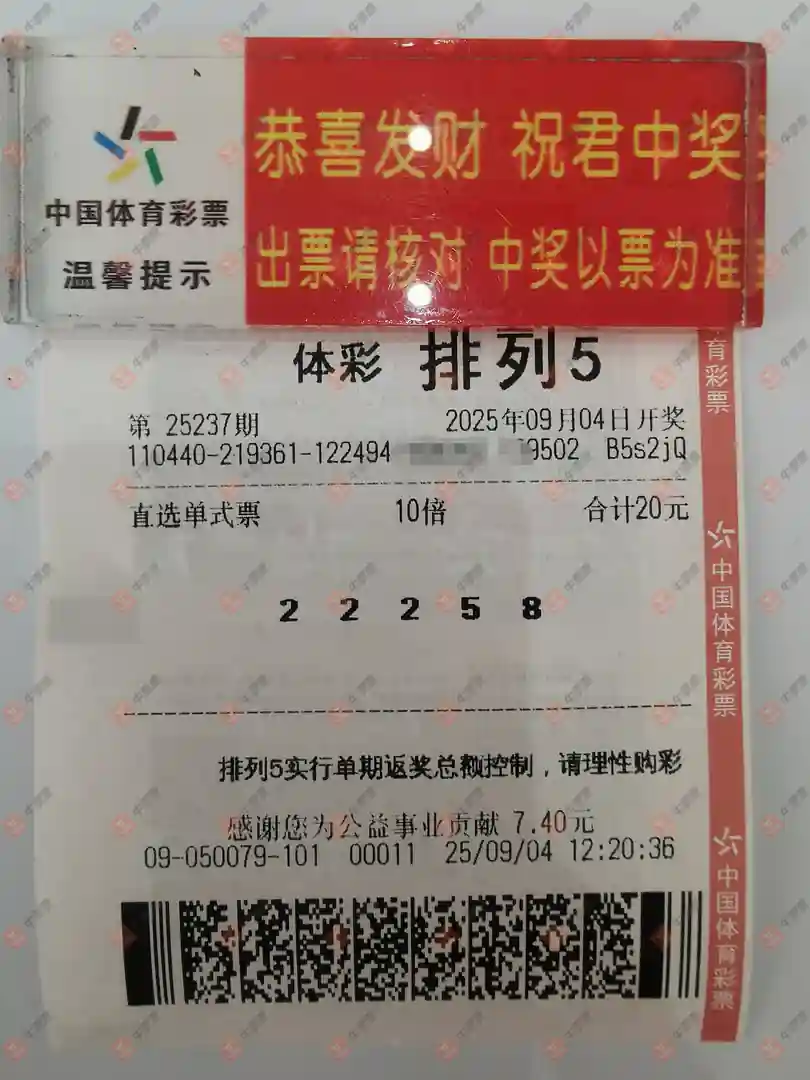 恭喜发财 祝君中奖
中国体育彩票
温馨提示
出票请核对 中奖以票为准
体彩 排列5
第 25237期 2025年09月04日开奖
110440-219361-122494 9502 B5s2jQ
直选单式票 10倍 合计20元
2 2 2 5 8
排列5实行单期返奖总额控制，请理性购彩
感谢您为公益事业贡献 7.40元
09-050079-101 00011 25/09/04 12:20:36
育彩票
中国体育彩票
中国体育彩票